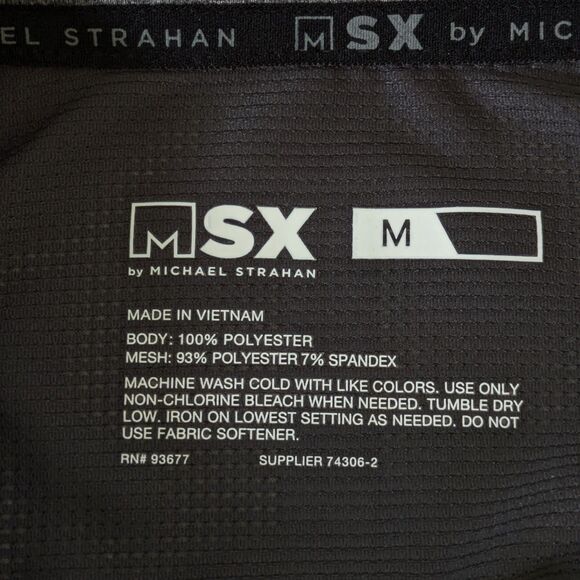 EL STRAHAN M SX by MIC
MSX M
by MICHAEL STRAHAN
MADE IN VIETNAM
BODY: 100% POLYESTER
MESH: 93% POLYESTER 7% SPANDEX
MACHINE WASH COLD WITH LIKE COLORS. USE ONLY
NON-CHLORINE BLEACH WHEN NEEDED. TUMBLE DRY
LOW. IRON ON LOWEST SETTING AS NEEDED. DO NOT
USE FABRIC SOFTENER.
RN# 93677 SUPPLIER 74306-2